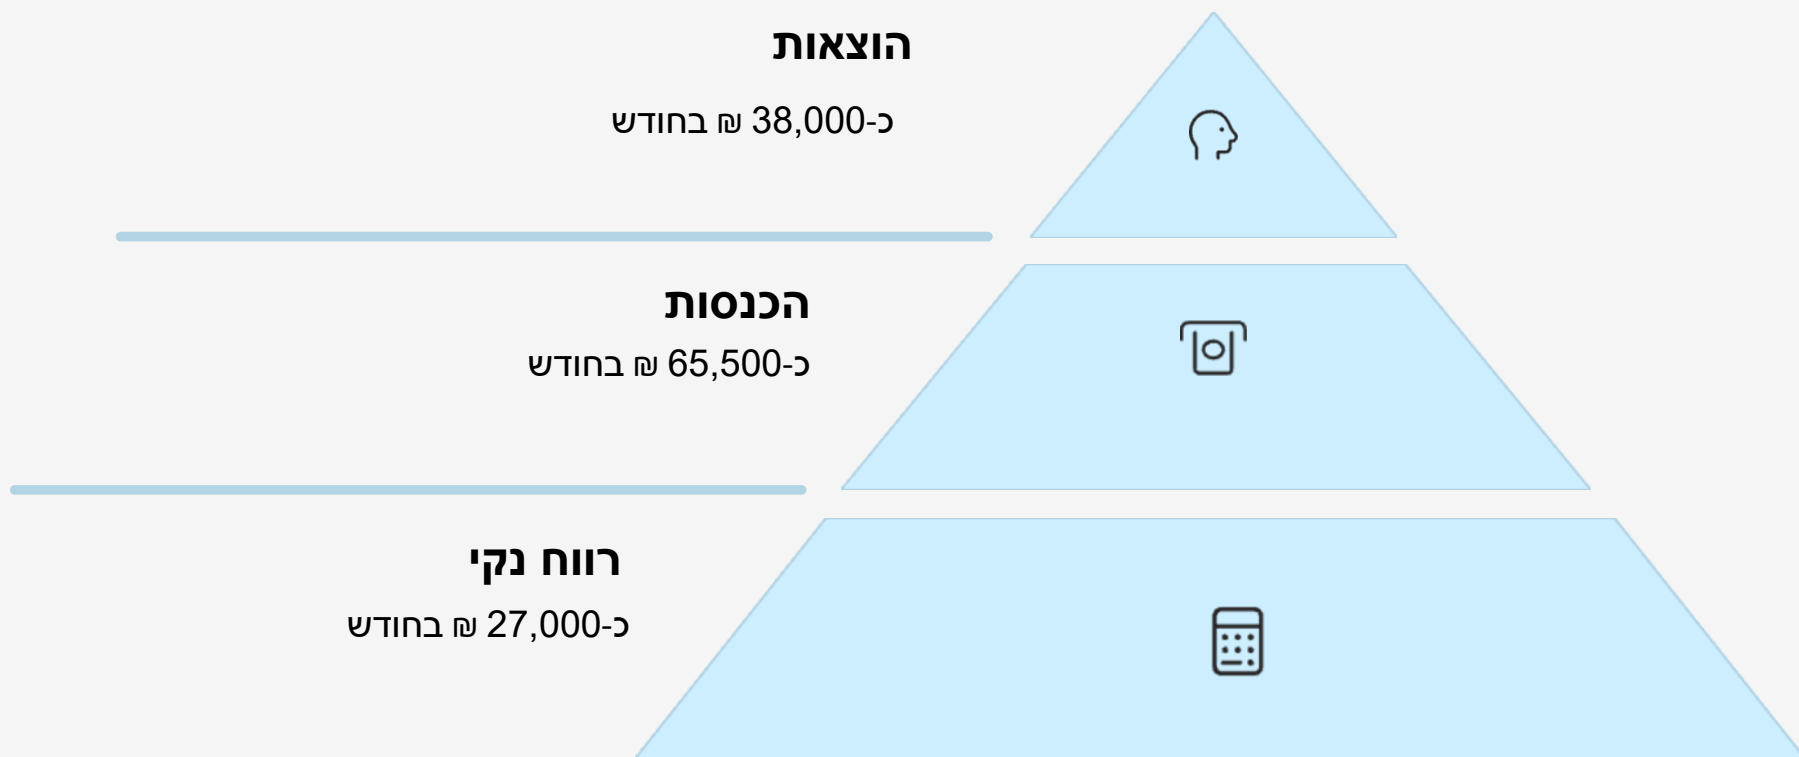 הוצאות
כ-38,000 ₪ בחודש
הכנסות
כ-65,500 ₪ בחודש
רווח נקי
כ-27,000 ₪ בחודש